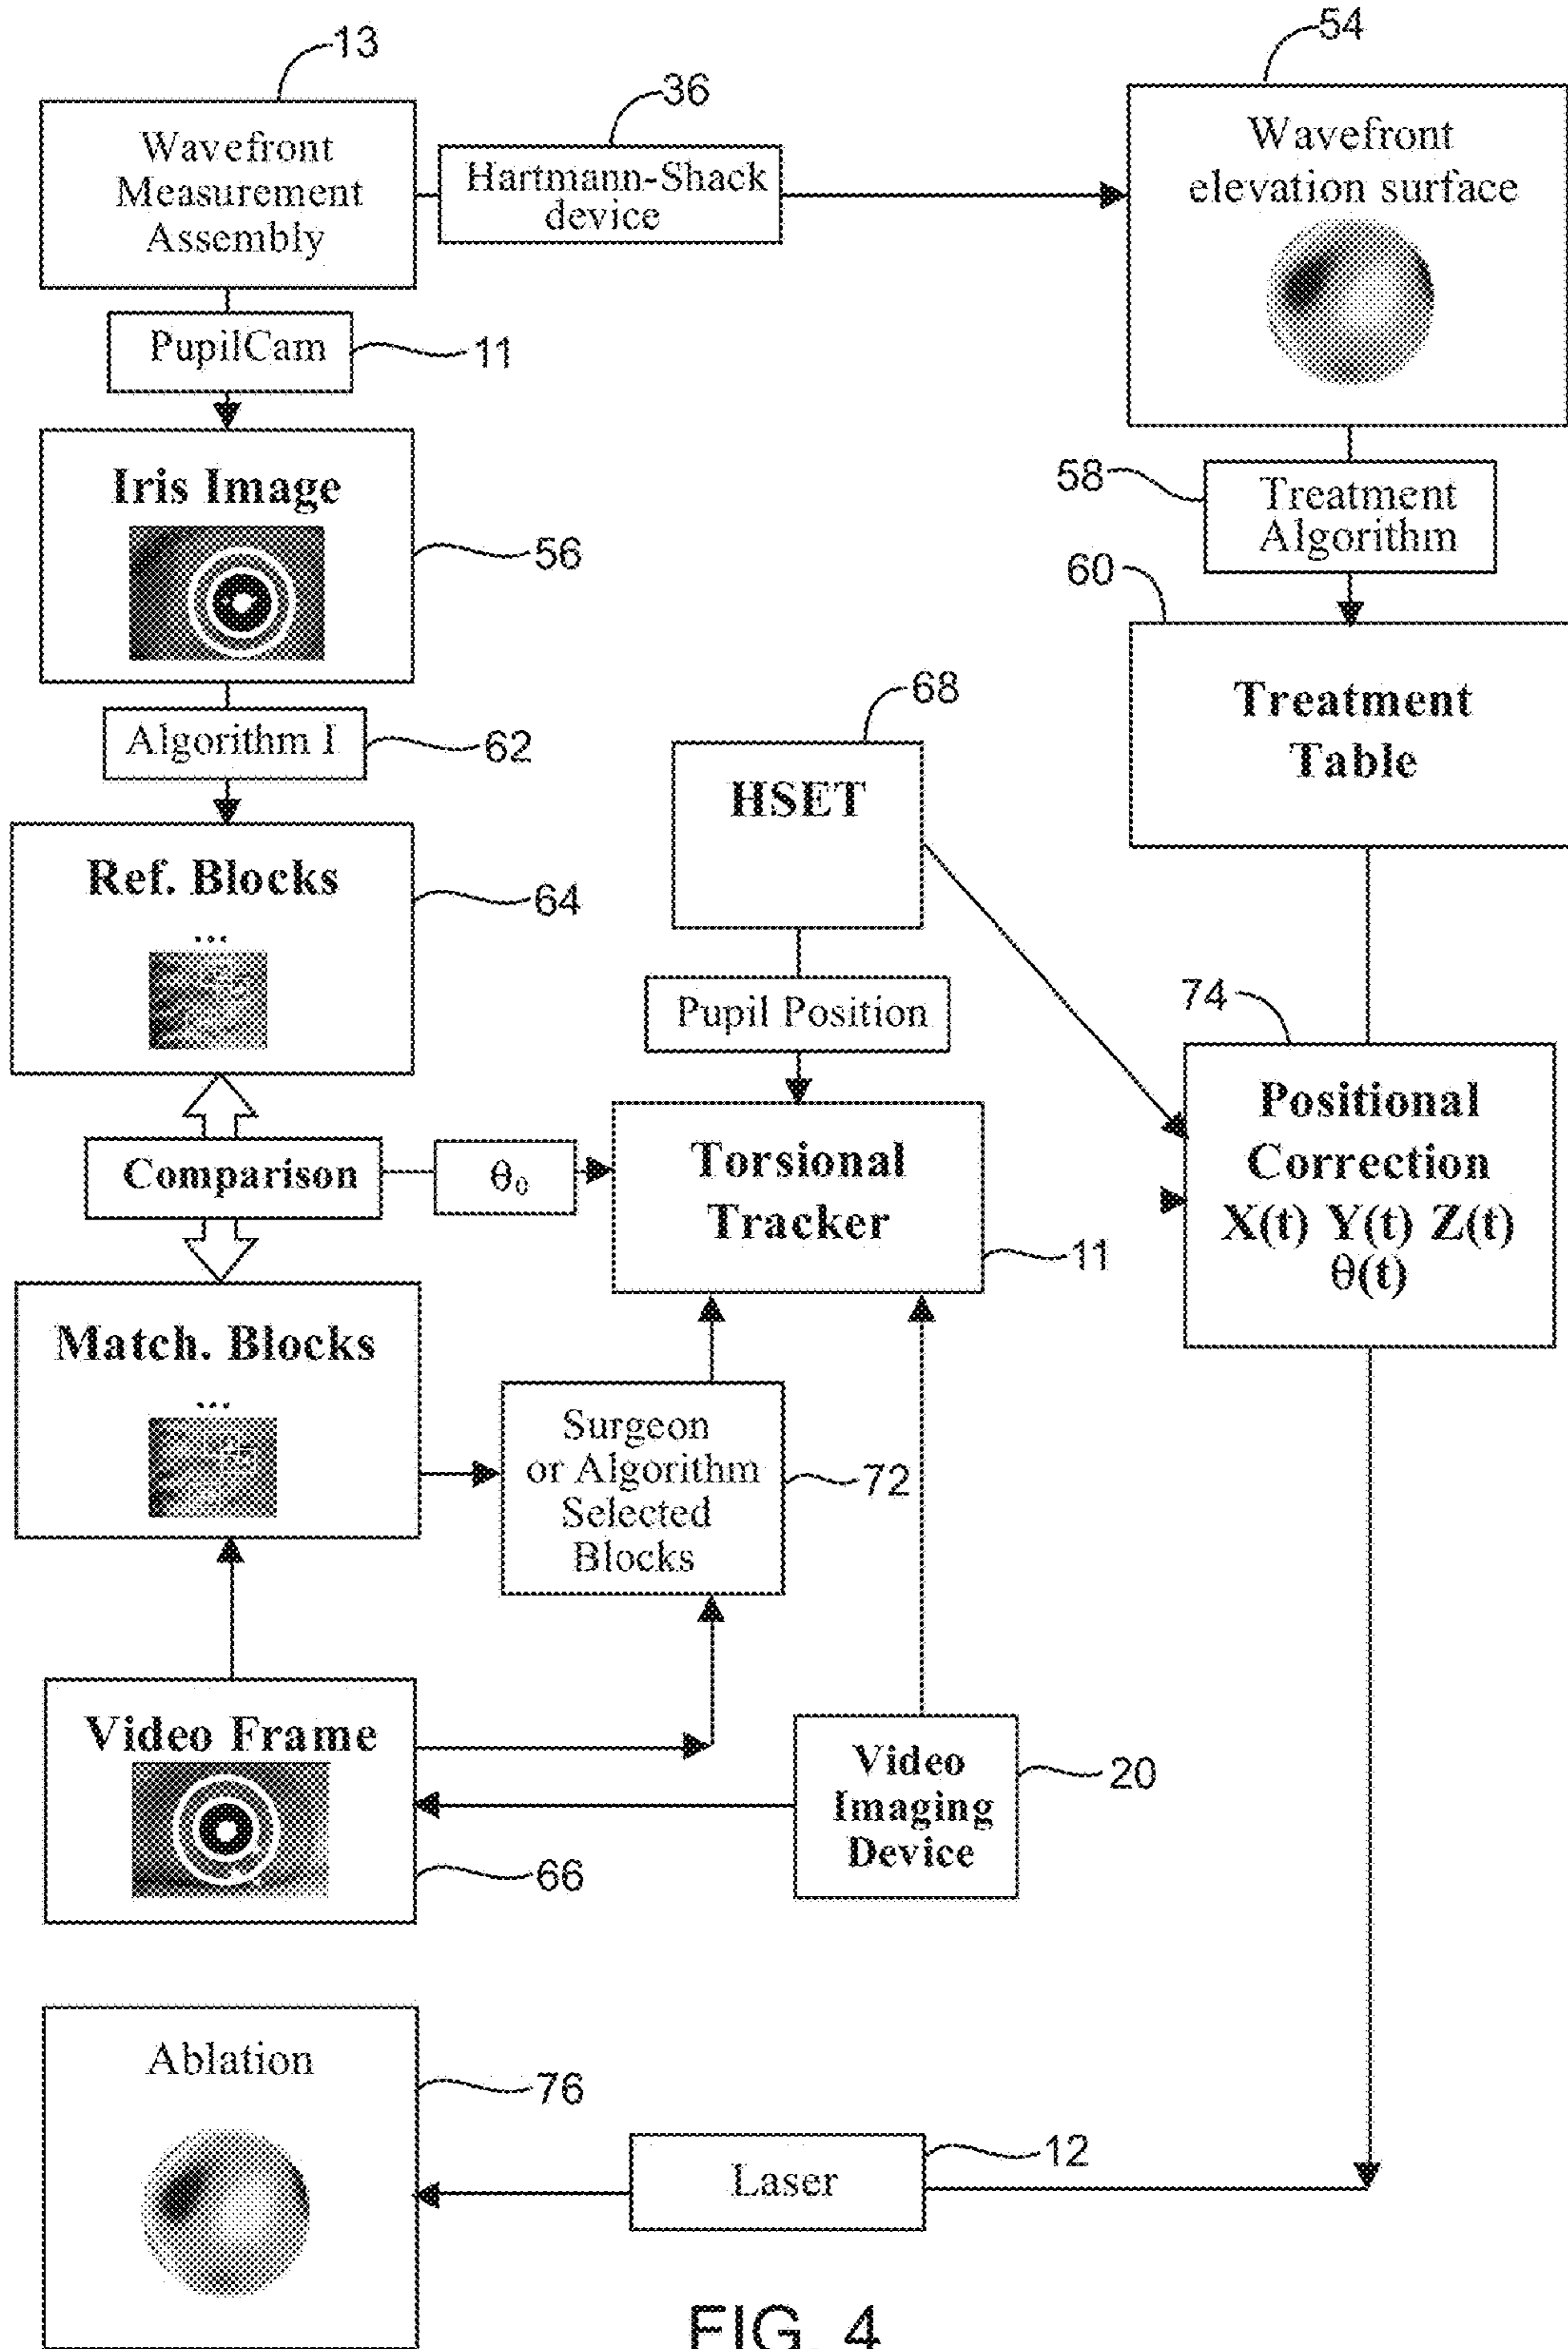 13
54
36
Wavefront
Measurement
Assembly
Hartmann-Shack
device
Wavefront
elevation surface
PupilCam
11
Iris Image
56
58
Treatment
Algorithm
60
Algorithm I
62
68
Treatment
Table
HSET
Ref. Blocks
...
64
Pupil Position
74
Comparison
θ₀
Torsional
Tracker
11
Positional
Correction
X(t) Y(t) Z(t)
θ(t)
Match. Blocks
...
Surgeon
or Algorithm
Selected
Blocks
72
Video Frame
66
Video
Imaging
Device
20
Ablation
76
Laser
12
FIG. 4